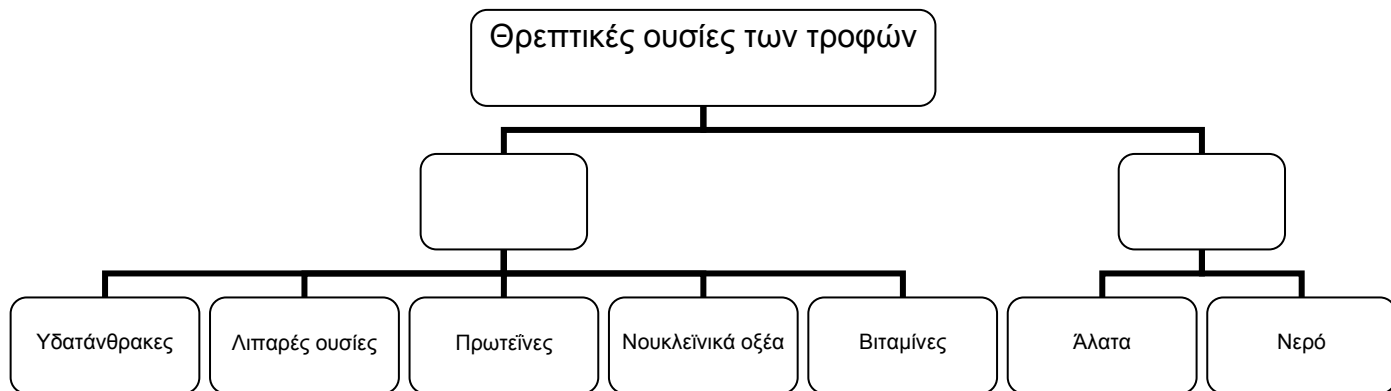 Θρεπτικές ουσίες των τροφών
Υδατάνθρακες
Λιπαρές ουσίες
Πρωτεΐνες
Νουκλεϊνικά οξέα
Βιταμίνες
Άλατα
Νερό